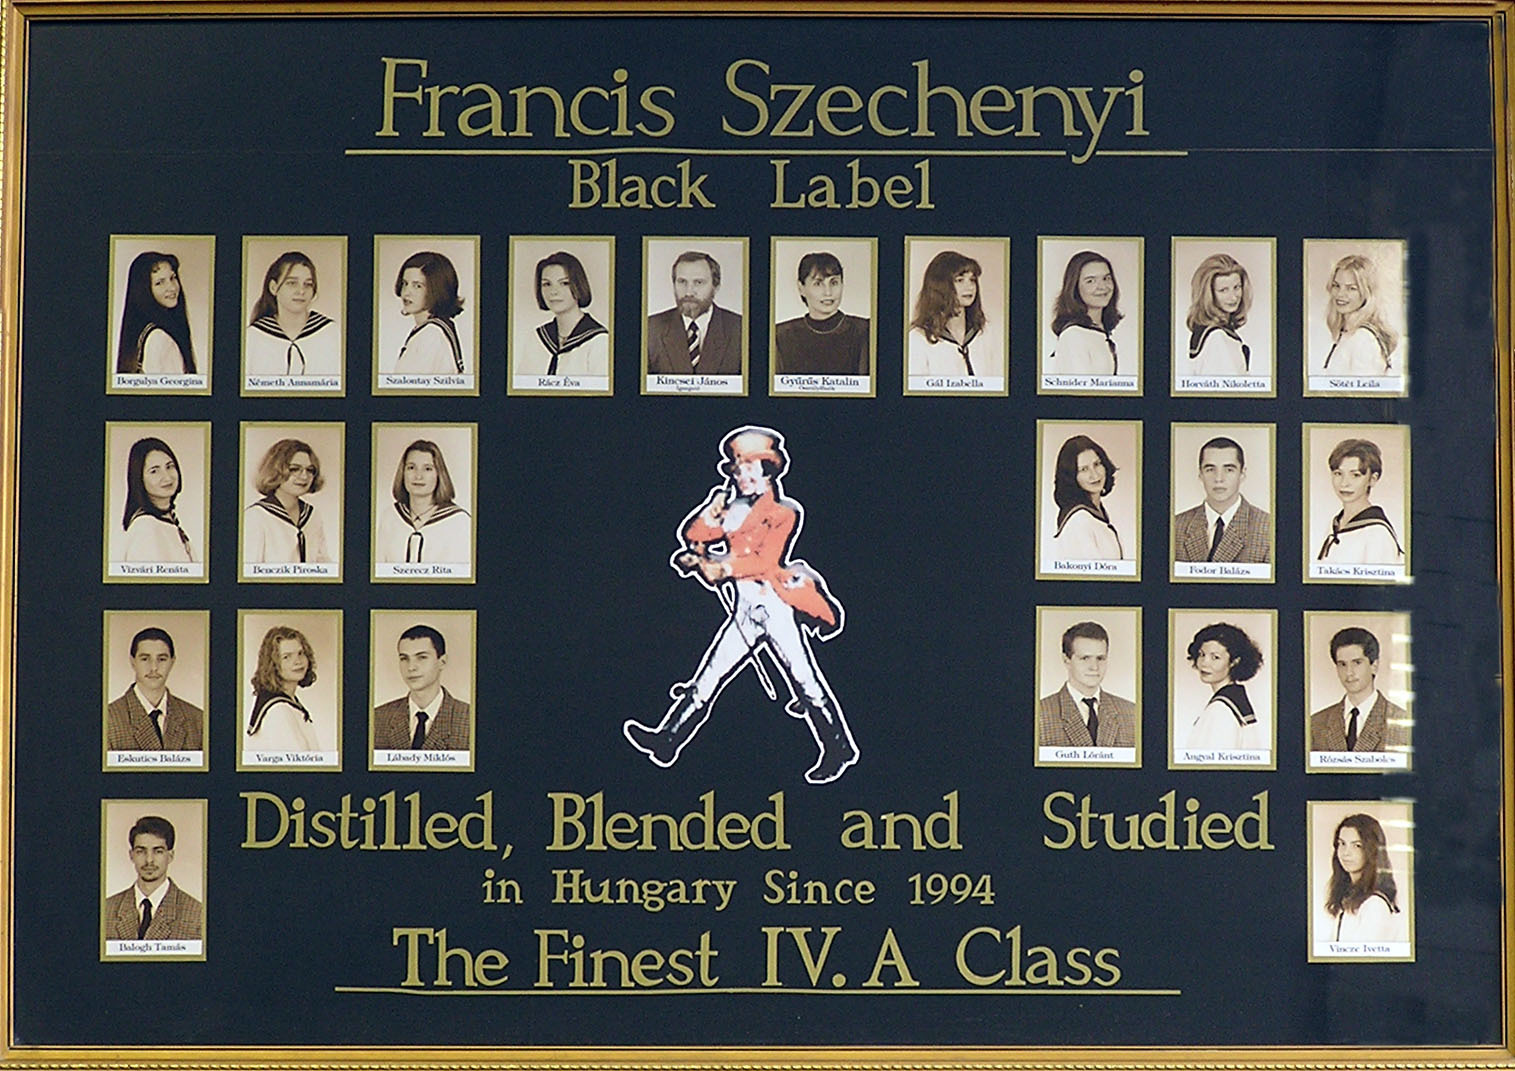 Francis Szechenyi
Black Label
Borgulya Georgina
Németh Annamária
Szalontay Szilvia
Rácz Éva
Kincsei János
Igazgató
Gyűrűs Katalin
Osztályfőnök
Gál Izabella
Schnider Marianna
Horváth Nikoletta
Sötét Leila
Vizvári Renáta
Benczik Piroska
Szerecz Rita
Bakonyi Dóra
Fodor Balázs
Takács Krisztina
Eskutics Balázs
Varga Viktória
Lábady Miklós
Guth Lóránt
Angyal Krisztina
Rózsás Szabolcs
Balogh Tamás
Vincze Ivetta
Distilled, Blended and Studied
in Hungary Since 1994
The Finest IV. A Class